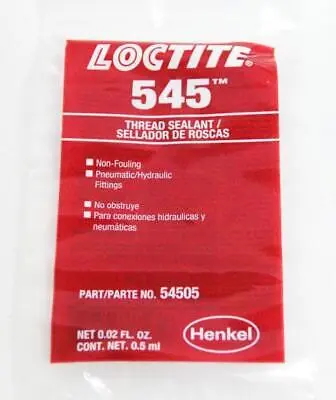 LOCTITE®
545™
THREAD SEALANT/
SELLADOR DE ROSCAS
Non-Fouling
Pneumatic/Hydraulic
Fittings
No obstruye
Para conexiones hidraulicas y
neumáticas
PART/PARTE NO. 54505
NET 0.02 FL. OZ.
CONT. NET. 0.5 ml
Henkel